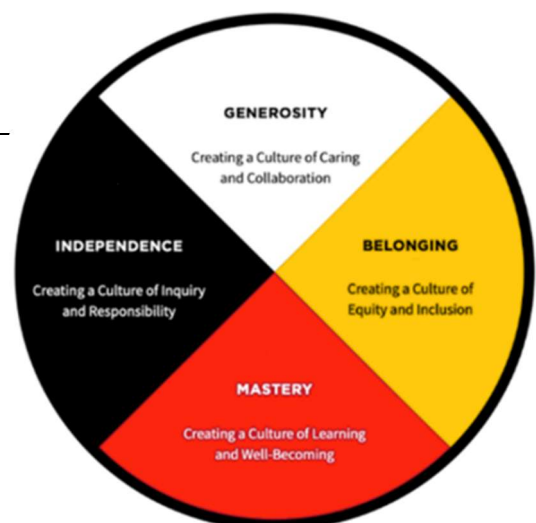 GENEROSITY
Creating a Culture of Caring
and Collaboration
INDEPENDENCE
Creating a Culture of Inquiry
and Responsibility
BELONGING
Creating a Culture of
Equity and Inclusion
MASTERY
Creating a Culture of Learning
and Well-Becoming